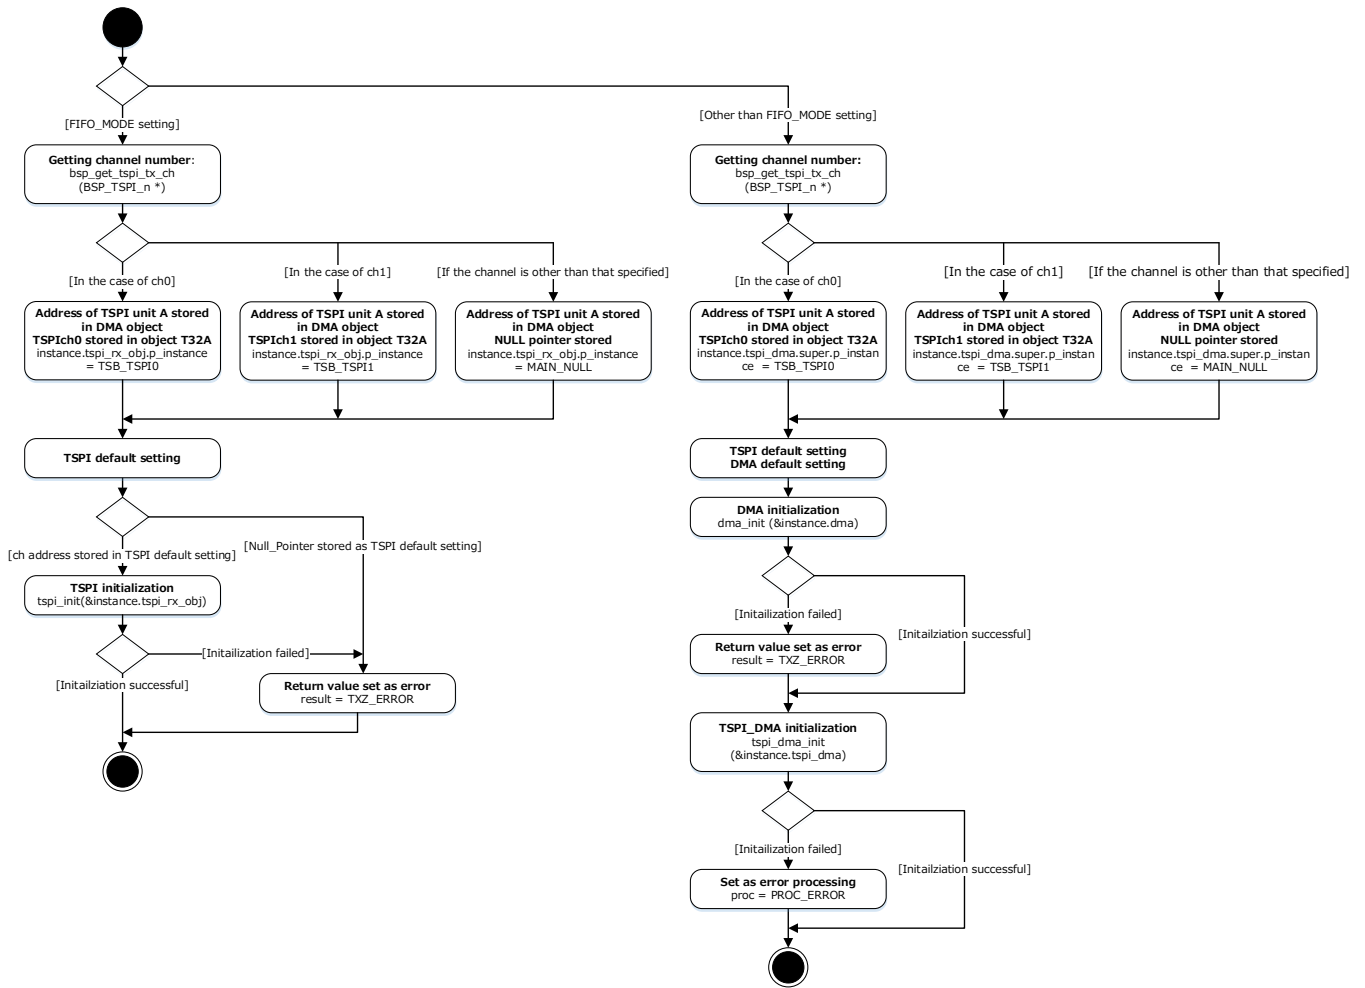 [FIFO_MODE setting]
[Other than FIFO_MODE setting]
Getting channel number:
bsp_get_tspi_tx_ch
(BSP_TSPI_n *)
Getting channel number:
bsp_get_tspi_tx_ch
(BSP_TSPI_n *)
[In the case of ch0]
[In the case of ch1]
[If the channel is other than that specified]
[In the case of ch0]
[In the case of ch1]
[If the channel is other than that specified]
Address of TSPI unit A stored
in DMA object
TSPIch0 stored in object T32A
instance.tspi_rx_obj.p_instance
= TSB_TSPI0
Address of TSPI unit A stored
in DMA object
TSPIch1 stored in object T32A
instance.tspi_rx_obj.p_instance
= TSB_TSPI1
Address of TSPI unit A stored
in DMA object
NULL pointer stored
instance.tspi_rx_obj.p_instance
= MAIN_NULL
Address of TSPI unit A stored
in DMA object
TSPIch0 stored in object T32A
instance.tspi_dma.super.p_instan
ce  = TSB_TSPI0
Address of TSPI unit A stored
in DMA object
TSPIch1 stored in object T32A
instance.tspi_dma.super.p_instan
ce  = TSB_TSPI1
Address of TSPI unit A stored
in DMA object
NULL pointer stored
instance.tspi_dma.super.p_instan
ce  = MAIN_NULL
TSPI default setting
TSPI default setting
DMA default setting
DMA initialization
dma_init (&instance.dma)
[ch address stored in TSPI default setting]
[Null_Pointer stored as TSPI default setting]
TSPI initialization
tspi_init(&instance.tspi_rx_obj)
[Initailization failed]
[Initailziation successful]
[Initailization failed]
[Initailziation successful]
Return value set as error
result = TXZ_ERROR
Return value set as error
result = TXZ_ERROR
TSPI_DMA initialization
tspi_dma_init
(&instance.tspi_dma)
[Initailization failed]
[Initailziation successful]
Set as error processing
proc = PROC_ERROR